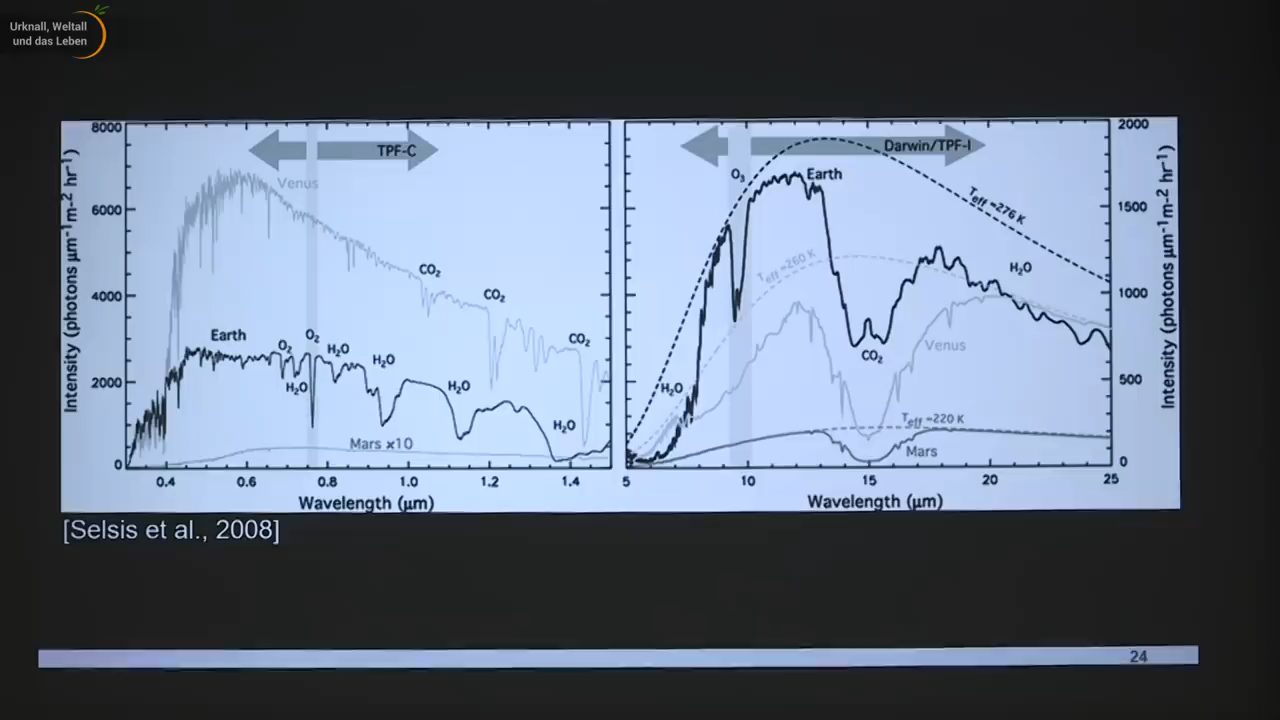 Urknall, Weltall
und das Leben
8000
6000
4000
2000
0
Intensity (photons μm⁻¹m⁻² hr⁻¹)
TPF-C
Venus
CO₂
CO₂
CO₂
Earth
O₂
O₂
H₂O
H₂O
H₂O
H₂O
H₂O
Mars ×10
0.4 0.6 0.8 1.0 1.2 1.4
Wavelength (μm)
Darwin/TPF-I
O₃
Earth
Teff =276 K
Teff =260 K
H₂O
H₂O
CO₂
Venus
Teff =220 K
Mars
5 10 15 20 25
Wavelength (μm)
2000
1500
1000
500
0
Intensity (photons μm⁻¹m⁻² hr⁻¹)
[Selsis et al., 2008]
24